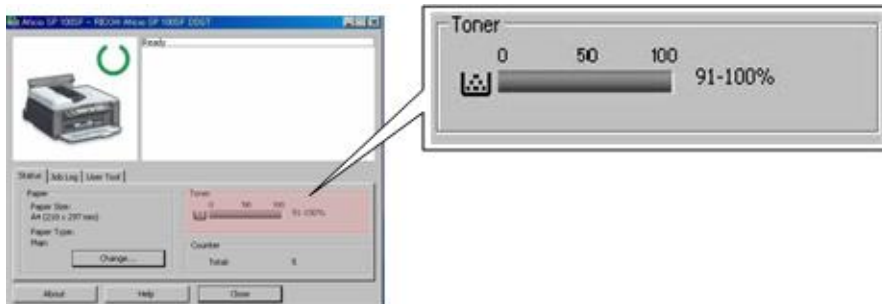 Aficio SP 100SF - RICOH Aficio SP 100SF DDST
Ready
Status Job Log User Tool
Paper
Paper Size:
A4 (210 x 297 mm)
Paper Type:
Plain
Change...
Toner
0 50 100
91-100%
Counter
Total: 6
About Help Close
Toner
0 50 100
91-100%